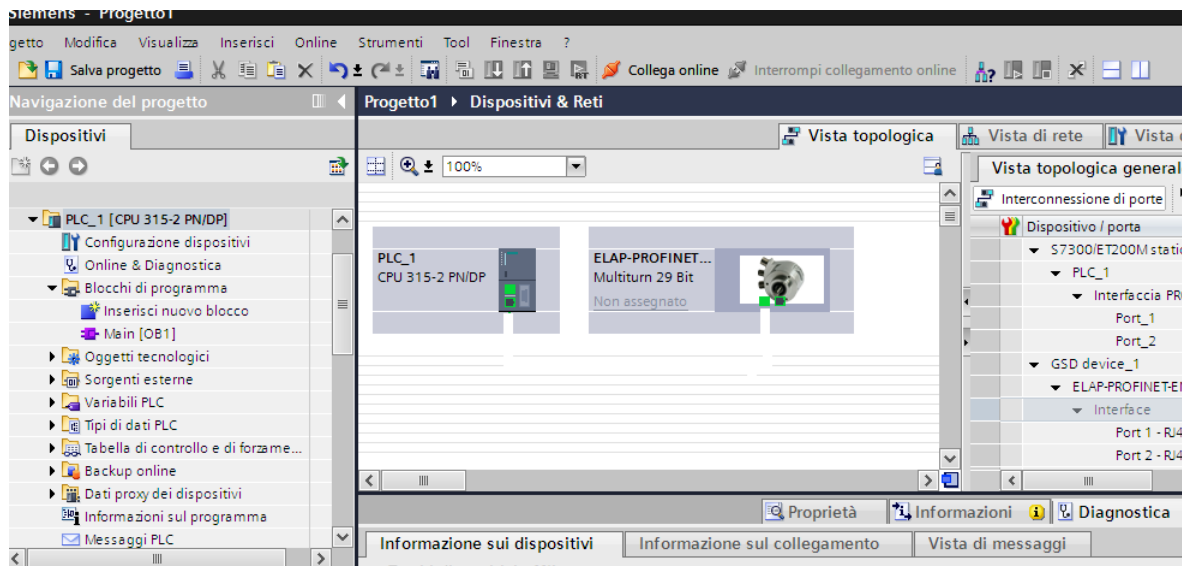 Siemens - Progetto1
getto Modifica Visualizza Inserisci Online Strumenti Tool Finestra ?
Salva progetto Collega online Interrompi collegamento online
Navigazione del progetto
Progetto1 Dispositivi & Reti
Dispositivi
Vista topologica Vista di rete Vista
100%
Vista topologica general
Interconnessione di porte
PLC_1 [CPU 315-2 PN/DP]
Configurazione dispositivi
Online & Diagnostica
Blocchi di programma
Inserisci nuovo blocco
Main [OB1]
Oggetti tecnologici
Sorgenti esterne
Variabili PLC
Tipi di dati PLC
Tabella di controllo e di forzame...
Backup online
Dati proxy dei dispositivi
Informazioni sul programma
Messaggi PLC
PLC_1
CPU 315-2 PN/DP
ELAP-PROFINET...
Multiturn 29 Bit
Non assegnato
Dispositivo / porta
S7300/ET200M static
PLC_1
Interfaccia PR
Port_1
Port_2
GSD device_1
ELAP-PROFINET-E
Interface
Port 1 - RJ4
Port 2 - RJ4
Proprietà Informazioni Diagnostica
Informazione sui dispositivi Informazione sul collegamento Vista di messaggi